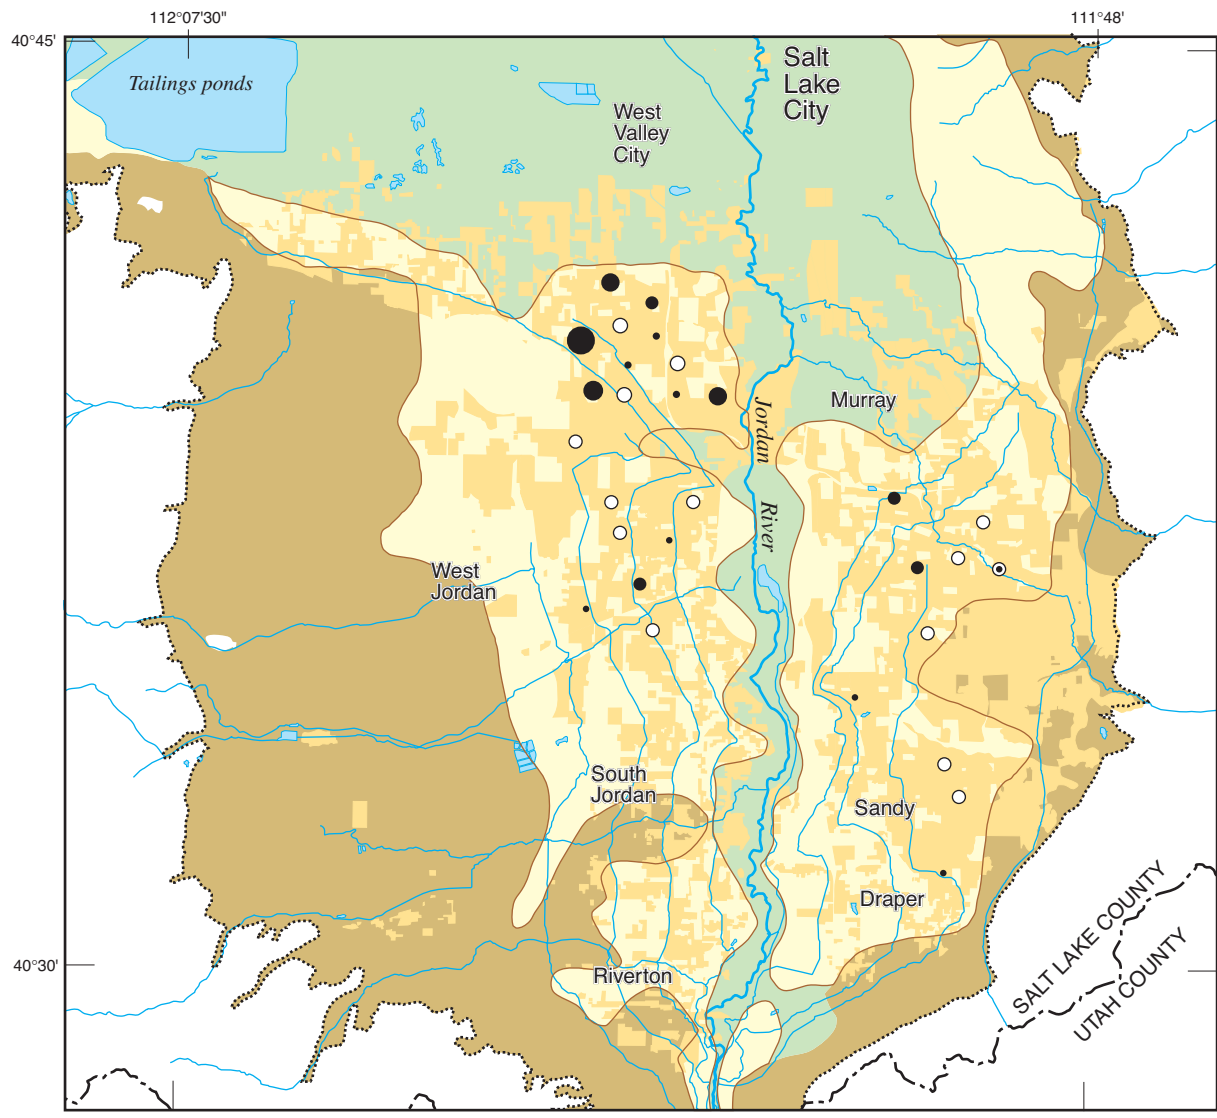 112°07'30"
111°48'
40°45'
Tailings ponds
Salt
Lake
City
West
Valley
City
Murray
Jordan
River
West
Jordan
South
Jordan
Sandy
Draper
SALT LAKE COUNTY
UTAH COUNTY
40°30'
Riverton